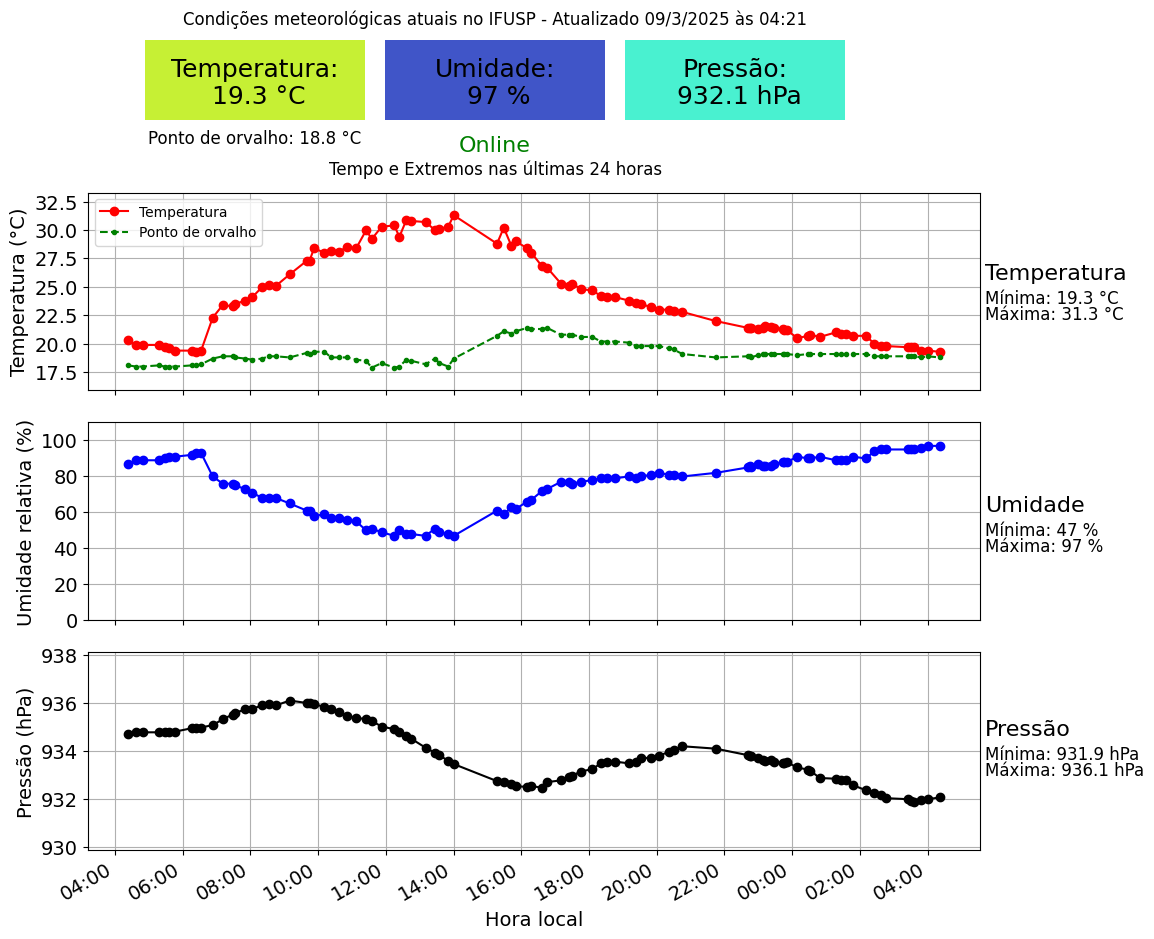 Condições meteorológicas atuais no IFUSP - Atualizado 09/3/2025 às 04:21
Temperatura:
19.3 °C
Umidade:
97 %
Pressão:
932.1 hPa
Ponto de orvalho: 18.8 °C
Online
Tempo e Extremos nas últimas 24 horas
Temperatura (°C)
32.5
30.0
27.5
25.0
22.5
20.0
17.5
Temperatura
Ponto de orvalho
Temperatura
Mínima: 19.3 °C
Máxima: 31.3 °C
Umidade relativa (%)
100
80
60
40
20
0
Umidade
Mínima: 47 %
Máxima: 97 %
Pressão (hPa)
938
936
934
932
930
Pressão
Mínima: 931.9 hPa
Máxima: 936.1 hPa
04:00 06:00 08:00 10:00 12:00 14:00 16:00 18:00 20:00 22:00 00:00 02:00 04:00
Hora local